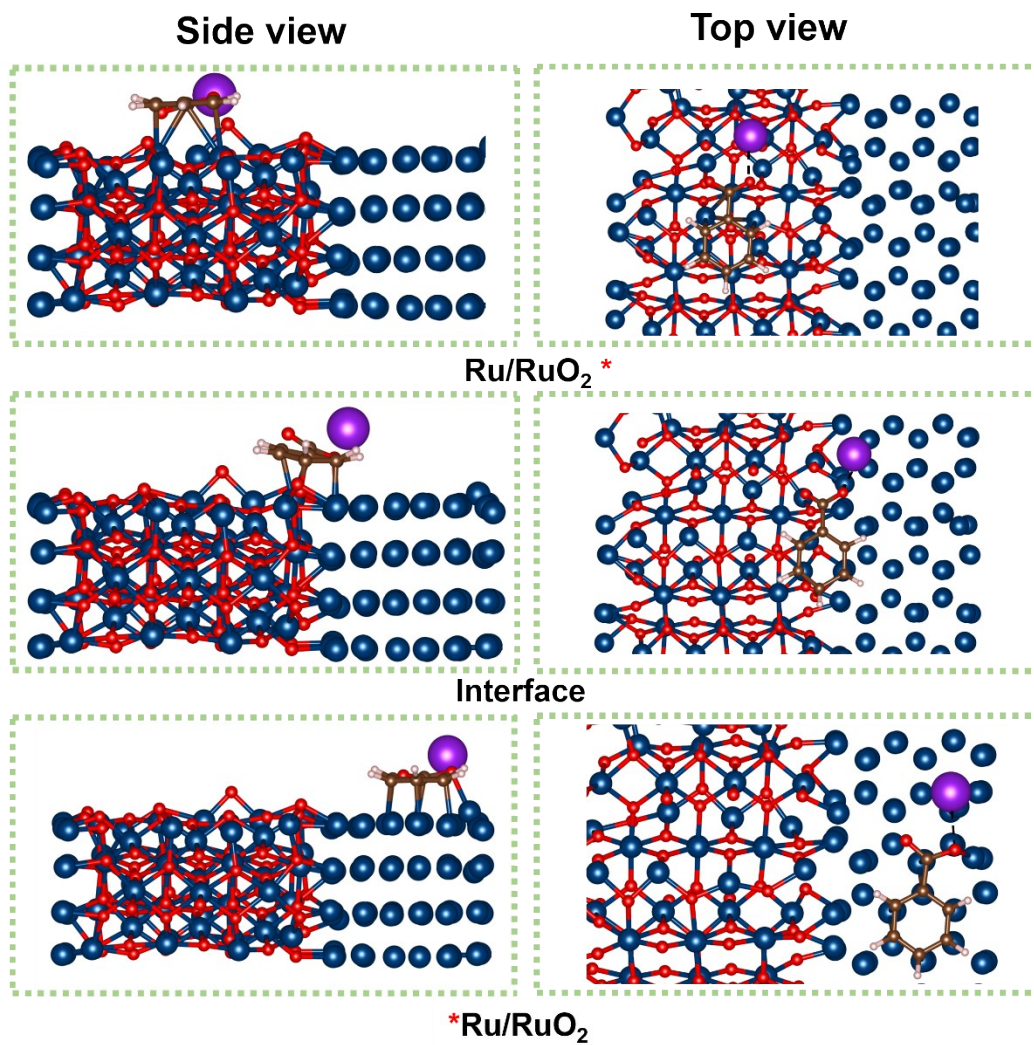 Side view
Top view
Ru/RuO₂ *
Interface
*Ru/RuO₂